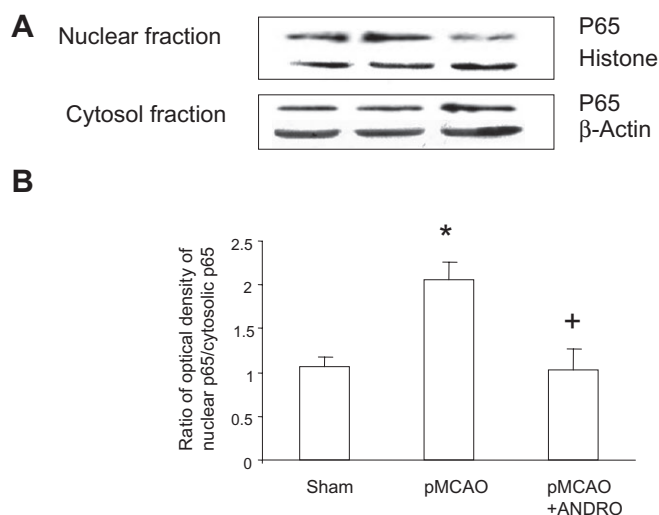 A
Nuclear fraction
P65
Histone
Cytosol fraction
P65
β-Actin
B
Ratio of optical density of
nuclear p65/cytosolic p65
2.5
2
1.5
1
0.5
0
*
+
Sham
pMCAO
pMCAO
+ANDRO